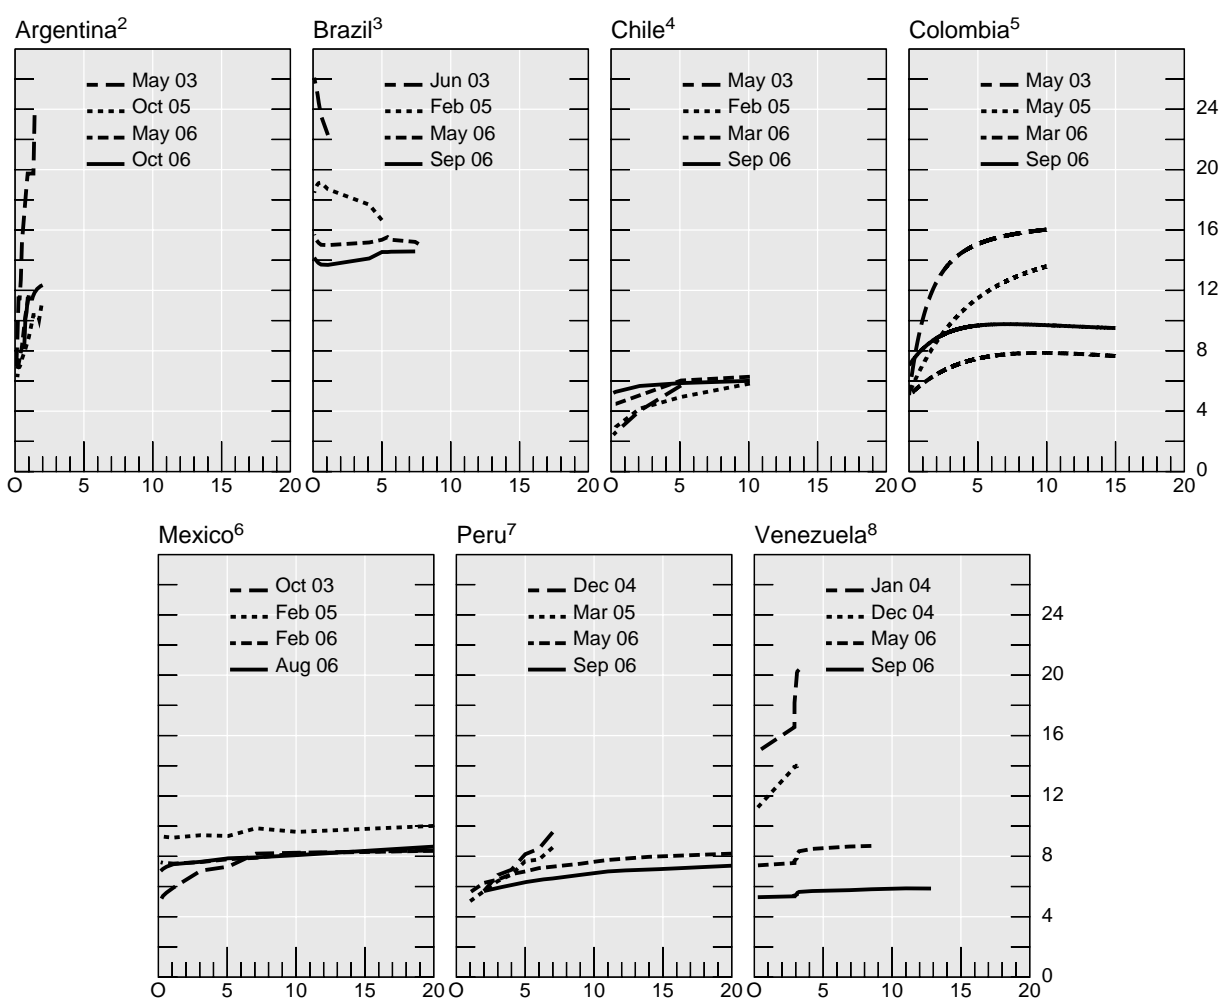 Argentina2 Brazil3 Chile4 Colombia5
May 03 Jun 03 May 03 May 03
Oct 05 Feb 05 Feb 05 May 05 24
May 06 May 06 Mar 06 Mar 06
Oct 06 Sep 06 Sep 06 Sep 06
20
16
12
8
4
0
O 5 10 15 20 O 5 10 15 20 O 5 10 15 20 O 5 10 15 20
Mexico6 Peru7 Venezuela8
Oct 03 Dec 04 Jan 04
Feb 05 Mar 05 Dec 04 24
Feb 06 May 06 May 06
Aug 06 Sep 06 Sep 06
20
16
12
8
4
0
O 5 10 15 20 O 5 10 15 20 O 5 10 15 20